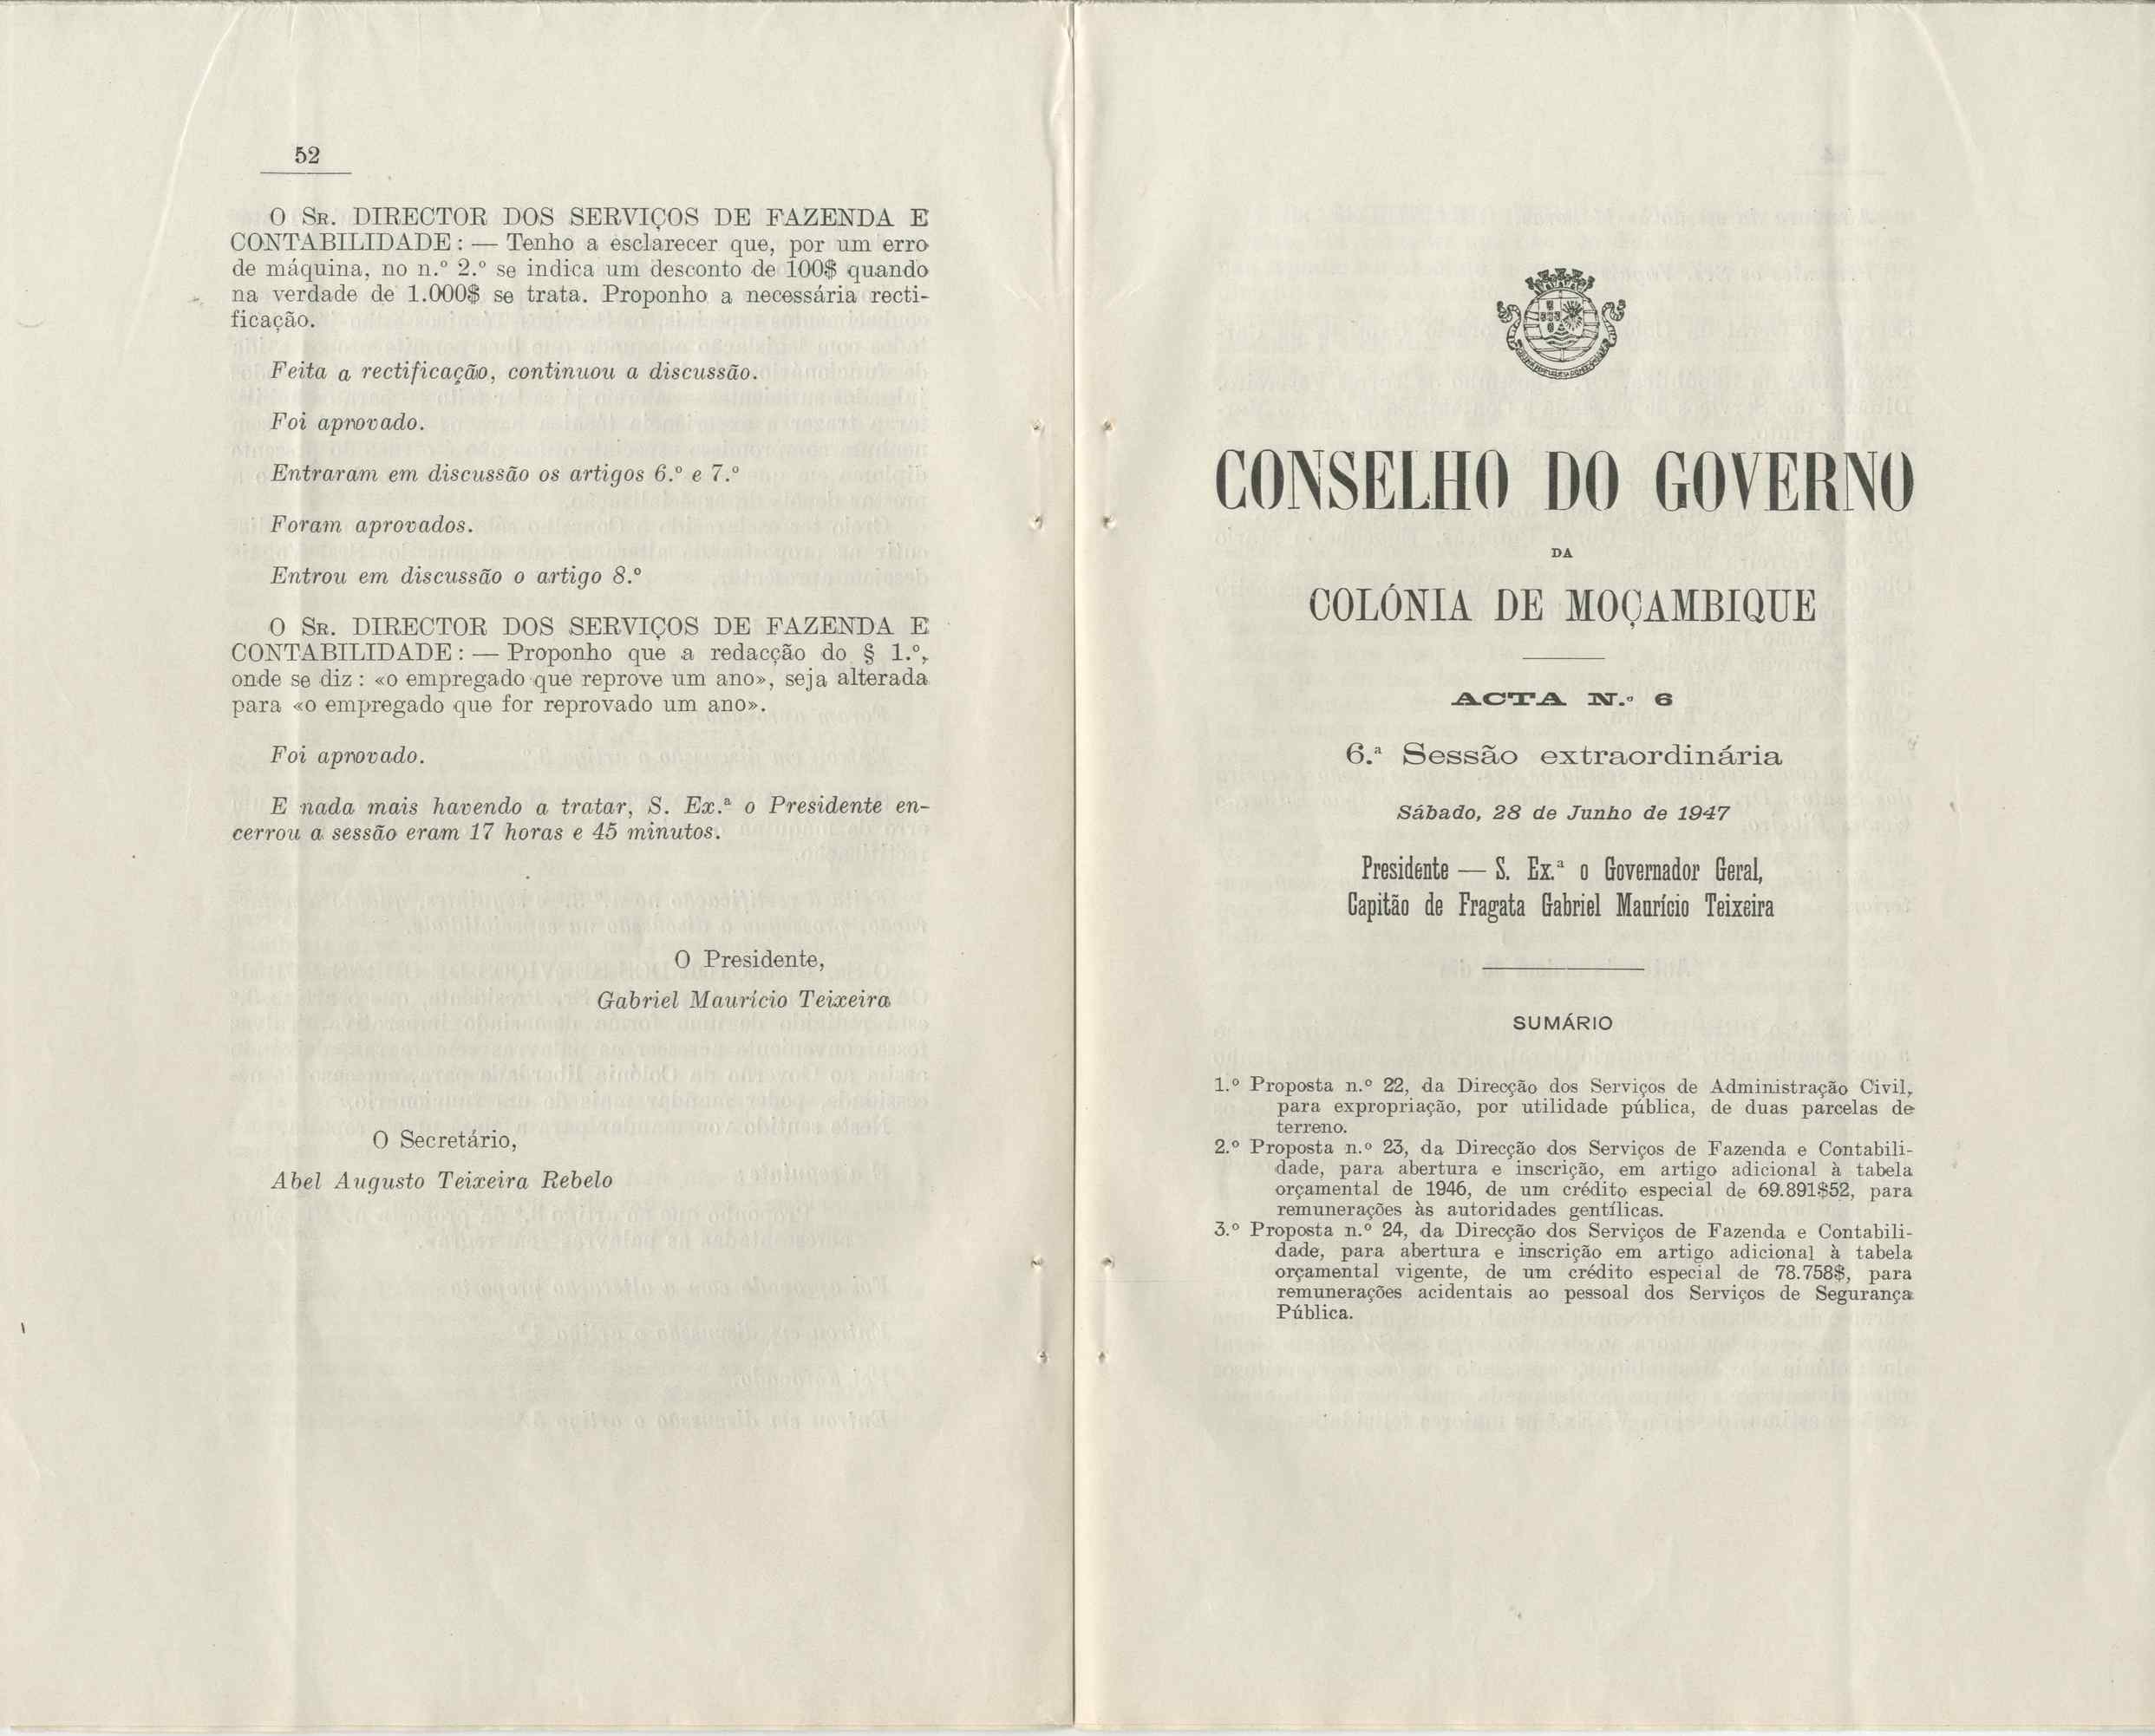 52
O SR. DIRECTOR DOS SERVIÇOS DE FAZENDA E
CONTABILIDADE : — Tenho a esclarecer que, por um erro
de máquina, no n.º 2.º se indica um desconto de 100$ quando
na verdade de 1.000$ se trata. Proponho a necessária recti-
ficação.
Feita a rectificação, continuou a discussão.
Foi aprovado.
Entraram em discussão os artigos 6.º e 7.º
Foram aprovados.
Entrou em discussão o artigo 8.º
O SR. DIRECTOR DOS SERVIÇOS DE FAZENDA E
CONTABILIDADE : — Proponho que a redacção do § 1.º,
onde se diz : «o empregado que reprove um ano», seja alterada
para «o empregado que for reprovado um ano».
Foi aprovado.
E nada mais havendo a tratar, S. Ex.ª o Presidente en-
cerrou a sessão eram 17 horas e 45 minutos.
O Presidente,
Gabriel Maurício Teixeira
O Secretário,
Abel Augusto Teixeira Rebelo
CONSELHO DO GOVERNO
DA
COLÓNIA DE MOÇAMBIQUE
ACTA N.º 6
6.ª Sessão extraordinária
Sábado, 28 de Junho de 1947
Presidente — S. Ex.ª o Governador Geral,
Capitão de Fragata Gabriel Maurício Teixeira
SUMÁRIO
1.º Proposta n.º 22, da Direcção dos Serviços de Administração Civil,
para expropriação, por utilidade pública, de duas parcelas de
terreno.
2.º Proposta n.º 23, da Direcção dos Serviços de Fazenda e Contabili-
dade, para abertura e inscrição, em artigo adicional à tabela
orçamental de 1946, de um crédito especial de 69.891$52, para
remunerações às autoridades gentílicas.
3.º Proposta n.º 24, da Direcção dos Serviços de Fazenda e Contabili-
dade, para abertura e inscrição em artigo adicional à tabela
orçamental vigente, de um crédito especial de 78.758$, para
remunerações acidentais ao pessoal dos Serviços de Segurança
Pública.